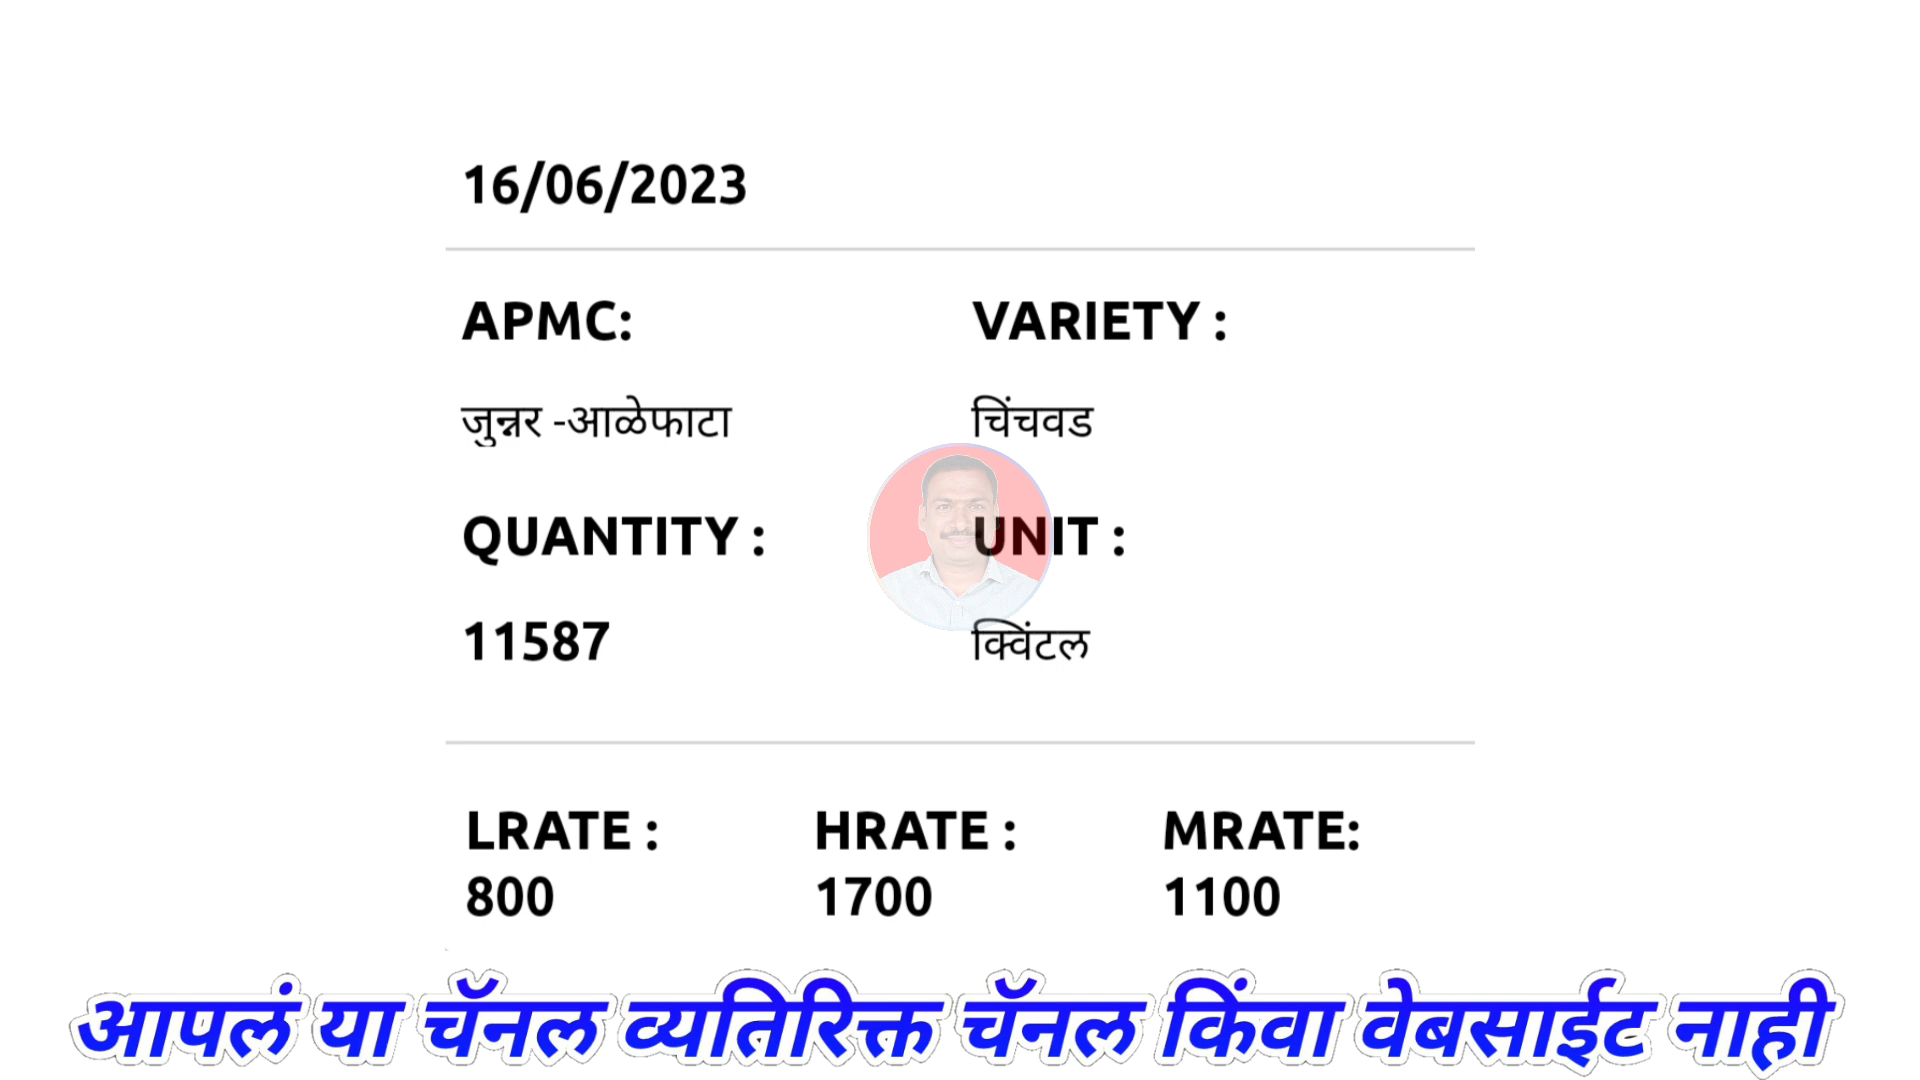 16/06/2023
APMC: VARIETY :
जुन्नर -आळेफाटा चिंचवड
QUANTITY : UNIT :
11587 क्विंटल
LRATE : HRATE : MRATE:
800 1700 1100
आपलं या चॅनल व्यतिरिक्त चॅनल किंवा वेबसाईट नाही